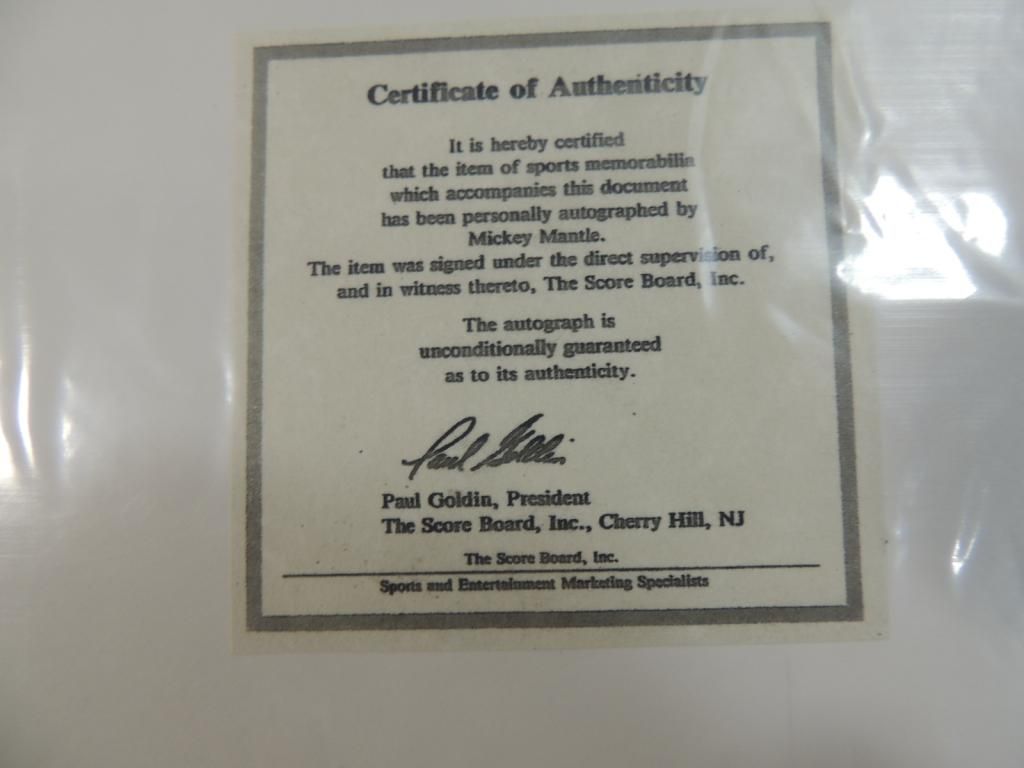 Certificate of Authenticity
It is hereby certified
that the item of sports memorabilia
which accompanies this document
has been personally autographed by
Mickey Mantle.
The item was signed under the direct supervision of,
and in witness thereto, The Score Board, Inc.
The autograph is
unconditionally guaranteed
as to its authenticity.
Paul Goldin
Paul Goldin, President
The Score Board, Inc., Cherry Hill, NJ
The Score Board, Inc.
Sports and Entertainment Marketing Specialists